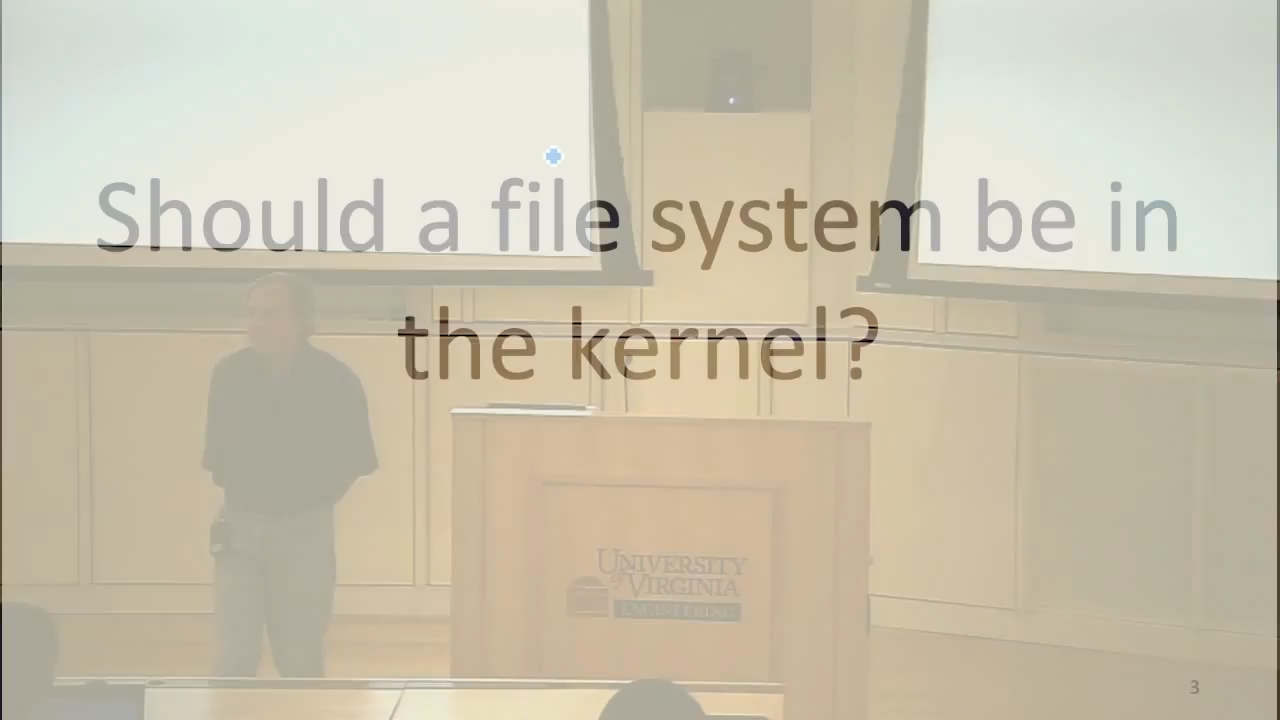 Should a file system be in
the kernel?
UNIVERSITY
of VIRGINIA
ENGINEERING
3